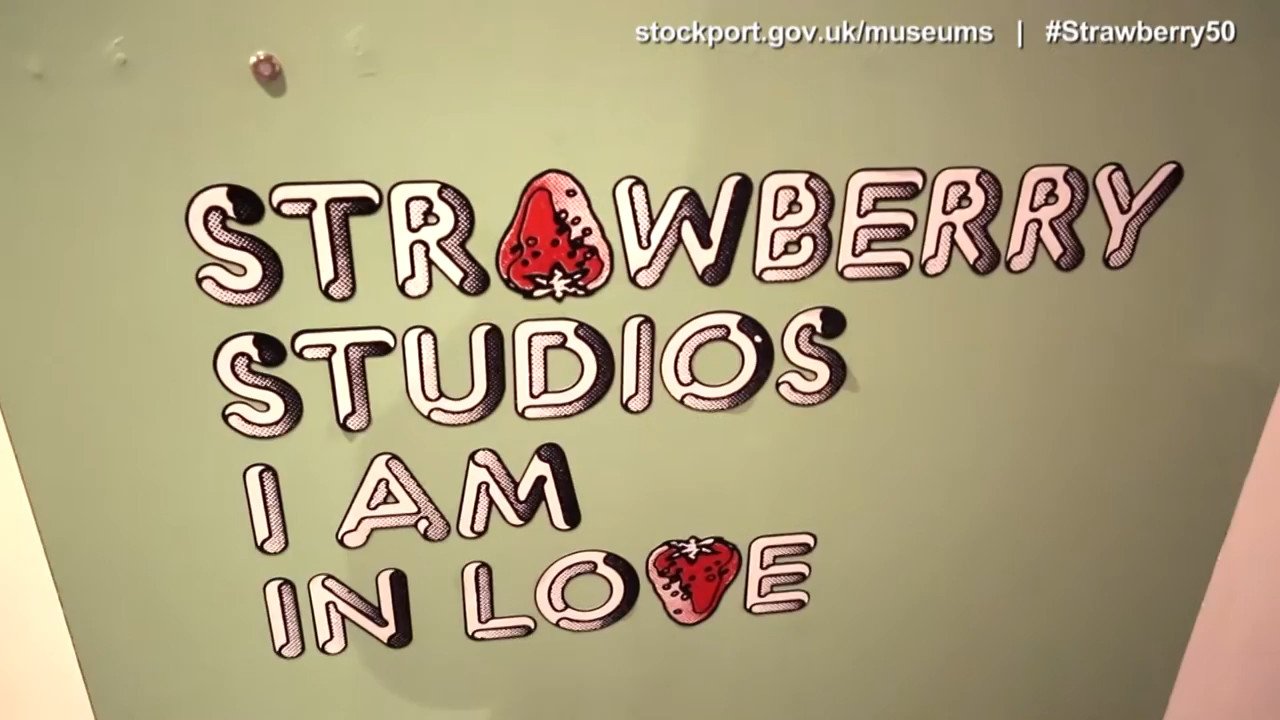 stockport.gov.uk/museums | #Strawberry50
STRAWBERRY
STUDIOS
I AM
IN LOVE